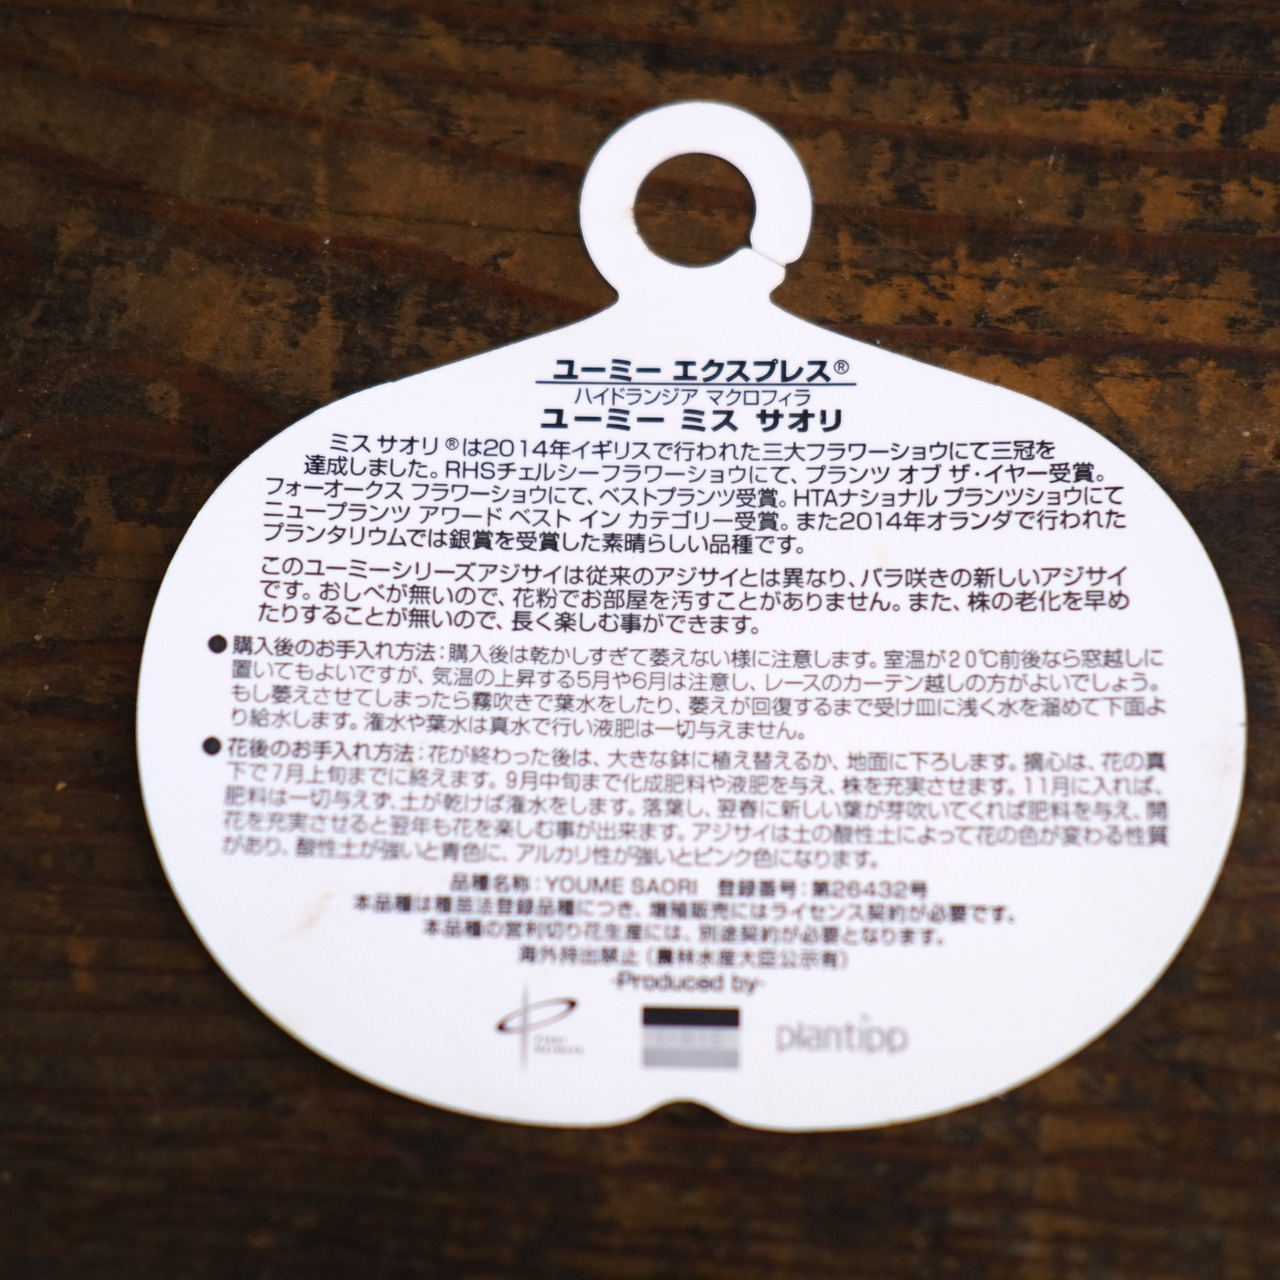 ユーミー エクスプレス®
ハイドランジア マクロフィラ
ユーミー ミス サオリ
ミス サオリ®は2014年イギリスで行われた三大フラワーショウにて三冠を
達成しました。RHSチェルシーフラワーショウにて、プランツ オブ ザ・イヤー受賞。
フォーオークス フラワーショウにて、ベストプランツ受賞。HTAナショナル プランツショウにて
ニュープランツ アワード ベスト イン カテゴリー受賞。また2014年オランダで行われた
プランタリウムでは銀賞を受賞した素晴らしい品種です。
このユーミーシリーズアジサイは従来のアジサイとは異なり、バラ咲きの新しいアジサイ
です。おしべが無いので、花粉でお部屋を汚すことがありません。また、株の老化を早め
たりすることが無いので、長く楽しむ事ができます。
●購入後のお手入れ方法：購入後は乾かしすぎて萎えない様に注意します。室温が20℃前後なら窓越しに
置いてもよいですが、気温の上昇する5月や6月は注意し、レースのカーテン越しの方がよいでしょう。
もし萎えさせてしまったら霧吹きで葉水をしたり、萎えが回復するまで受け皿に浅く水を溜めて下面よ
り給水します。潅水や葉水は真水で行い液肥は一切与えません。
●花後のお手入れ方法：花が終わった後は、大きな鉢に植え替えるか、地面に下ろします。摘心は、花の真
下で7月上旬までに終えます。9月中旬まで化成肥料や液肥を与え、株を充実させます。11月に入れば、
肥料は一切与えず、土が乾けば潅水をします。落葉し、翌春に新しい葉が芽吹いてくれば肥料を与え、開
花を充実させると翌年も花を楽しむ事が出来ます。アジサイは土の酸性土によって花の色が変わる性質
があり、酸性土が強いと青色に、アルカリ性が強いとピンク色になります。
品種名称：YOUME SAORI 登録番号：第26432号
本品種は種苗法登録品種につき、増殖販売にはライセンス契約が必要です。
本品種の営利切り花生産には、別途契約が必要となります。
海外持出禁止（農林水産大臣公示有）
-Produced by-
plantipp